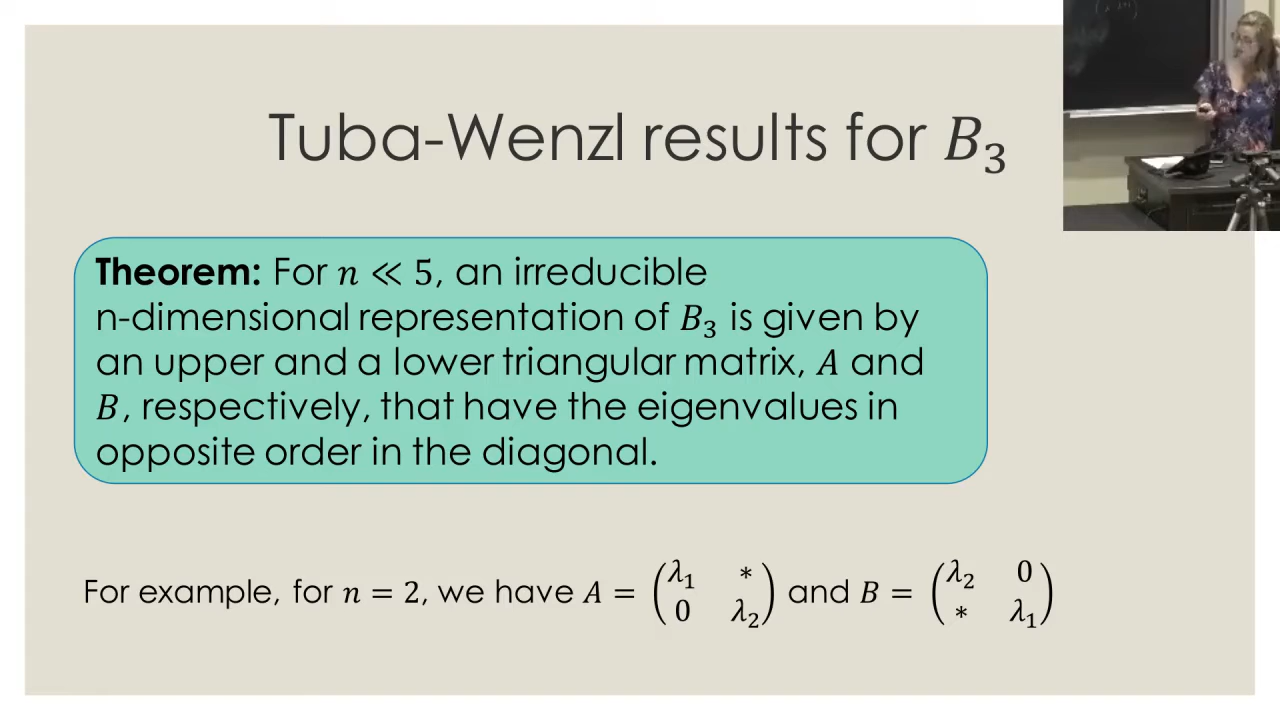 Tuba-Wenzl results for B₃
Theorem: For n ≪ 5, an irreducible
n-dimensional representation of B₃ is given by
an upper and a lower triangular matrix, A and
B, respectively, that have the eigenvalues in
opposite order in the diagonal.
For example, for n = 2, we have A = (λ₁ * ; 0 λ₂) and B = (λ₂ 0 ; * λ₁)